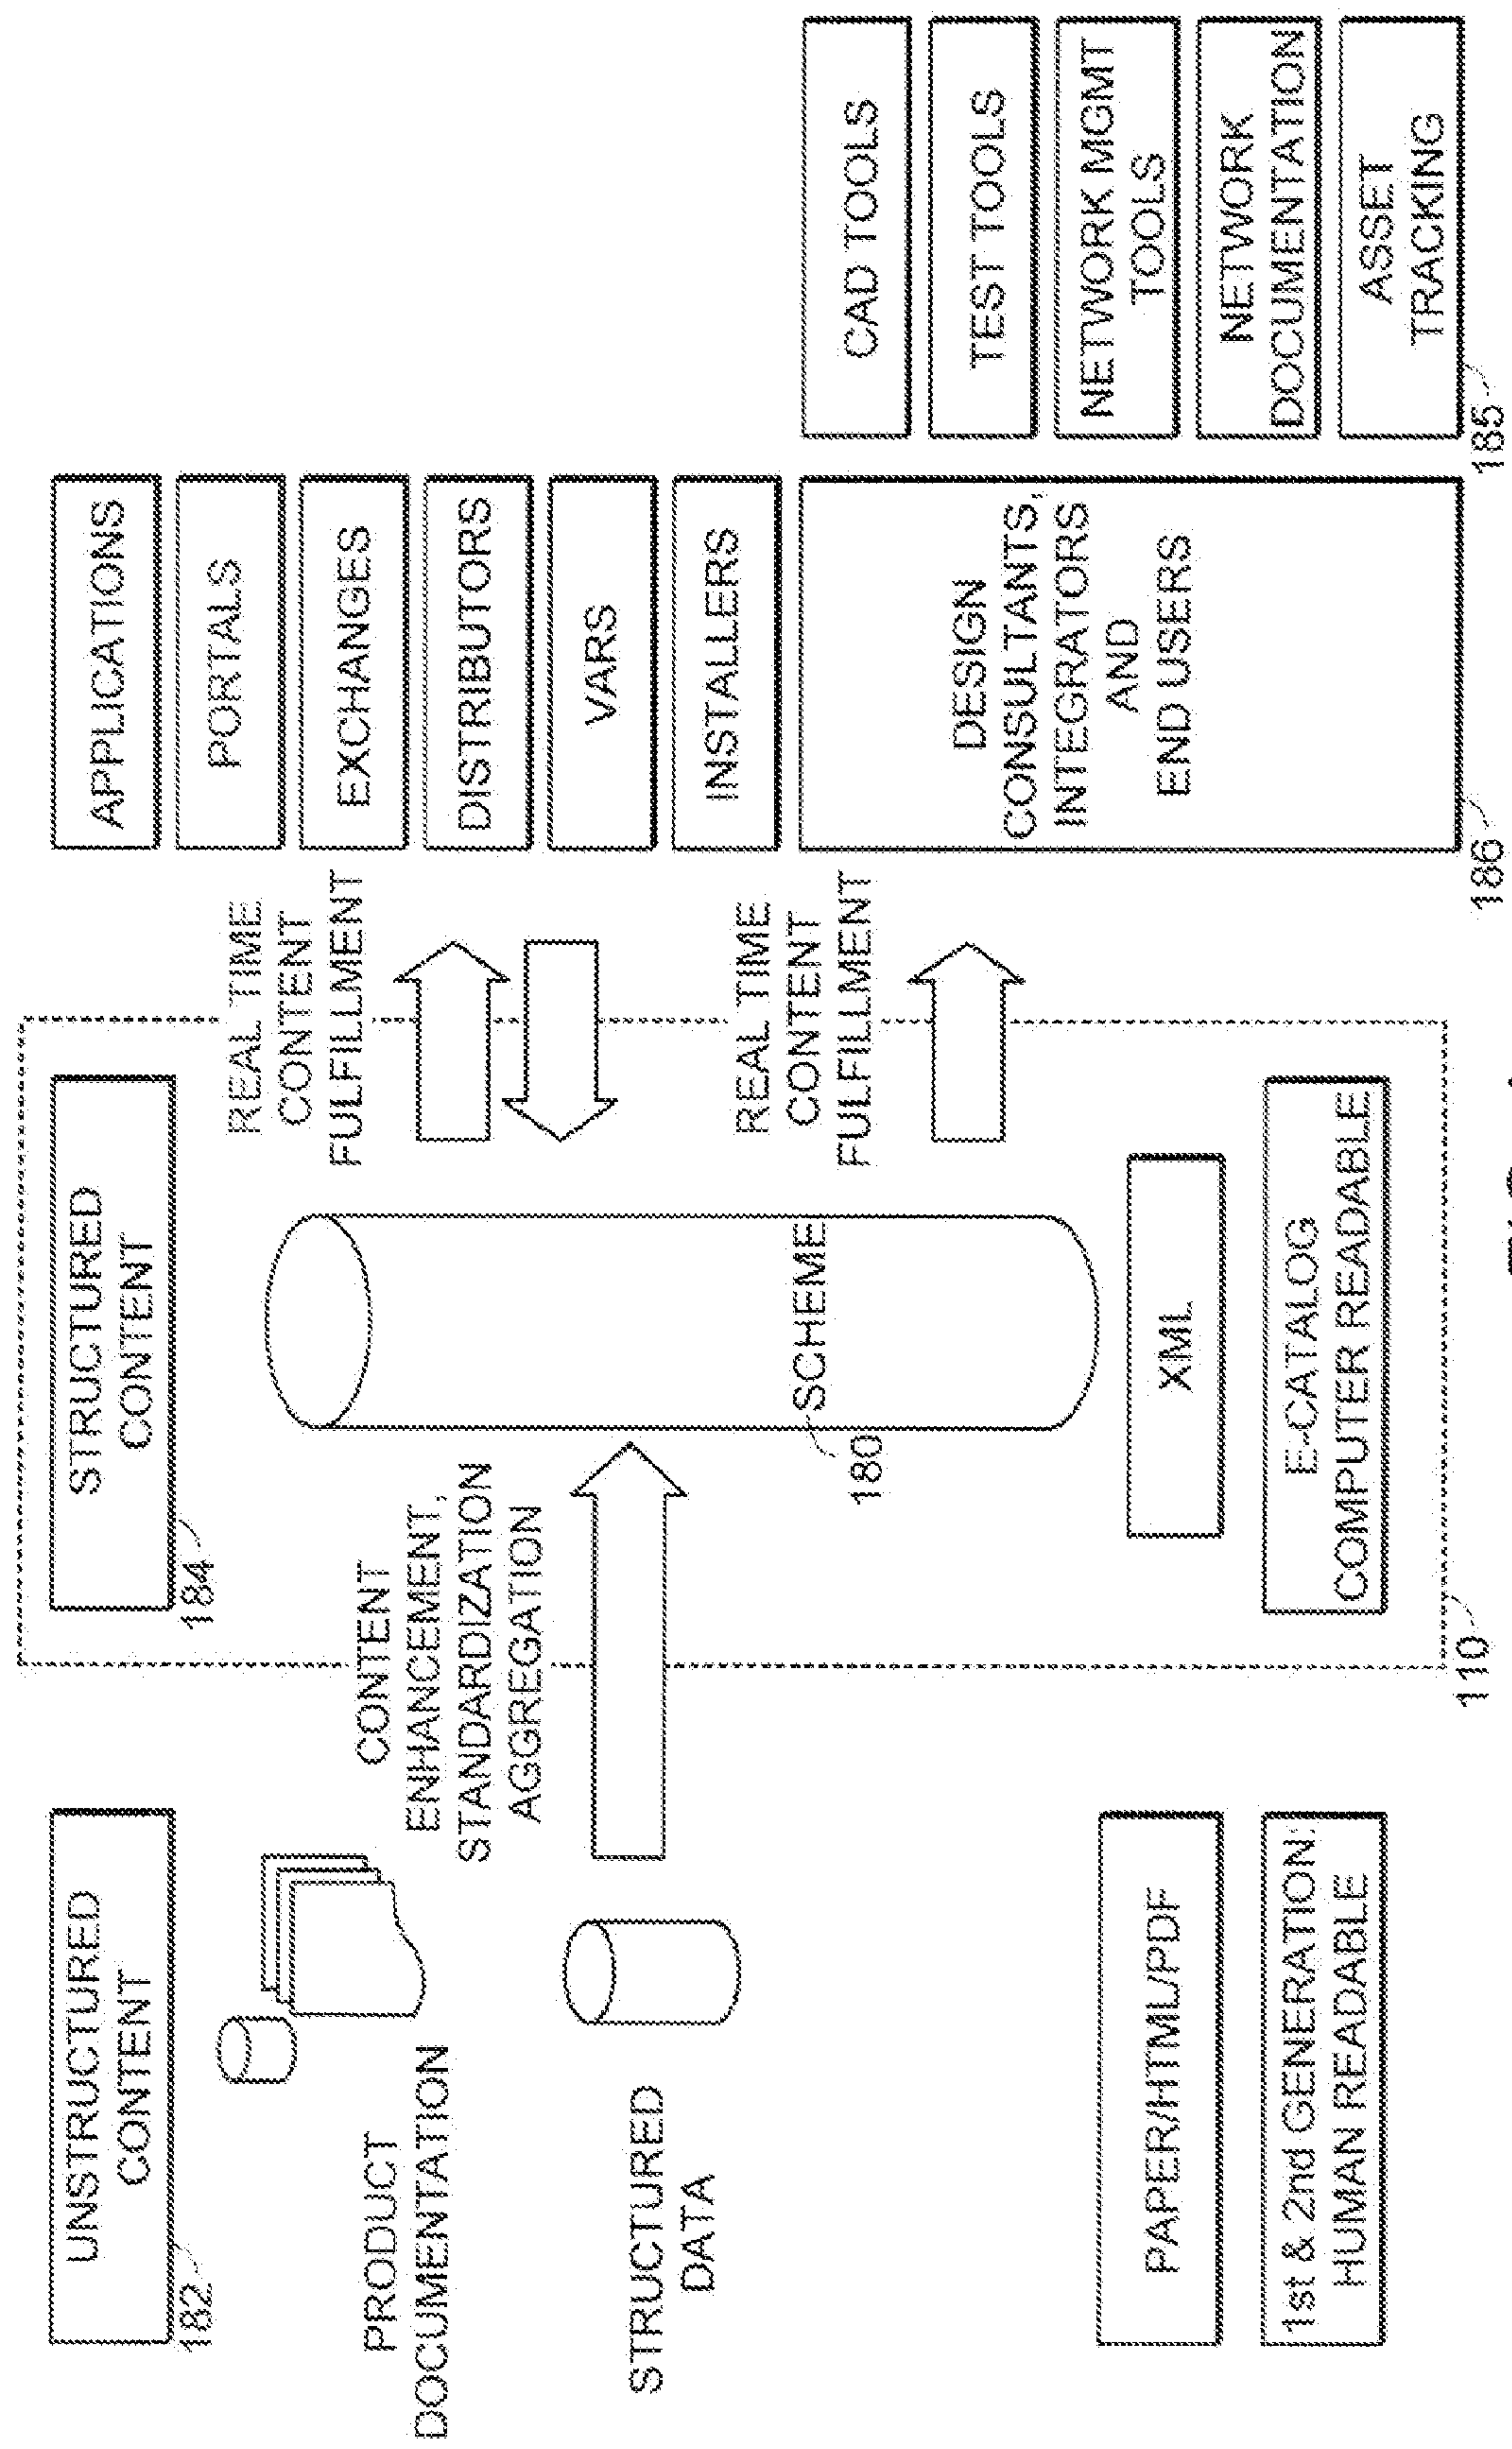 UNSTRUCTURED
CONTENT
182
PRODUCT
DOCUMENTATION
STRUCTURED
DATA
PAPER/HTML/PDF
1st & 2nd GENERATION:
HUMAN READABLE
CONTENT
ENHANCEMENT,
STANDARDIZATION
AGGREGATION
STRUCTURED
CONTENT
184
SCHEME
180
XML
E-CATALOG
COMPUTER READABLE
110
REAL TIME
CONTENT
FULFILLMENT
REAL TIME
CONTENT
FULFILLMENT
APPLICATIONS
PORTALS
EXCHANGES
DISTRIBUTORS
VARS
INSTALLERS
DESIGN
CONSULTANTS,
INTEGRATORS
AND
END USERS
186
CAD TOOLS
TEST TOOLS
NETWORK MGMT
TOOLS
NETWORK
DOCUMENTATION
ASSET
TRACKING
185